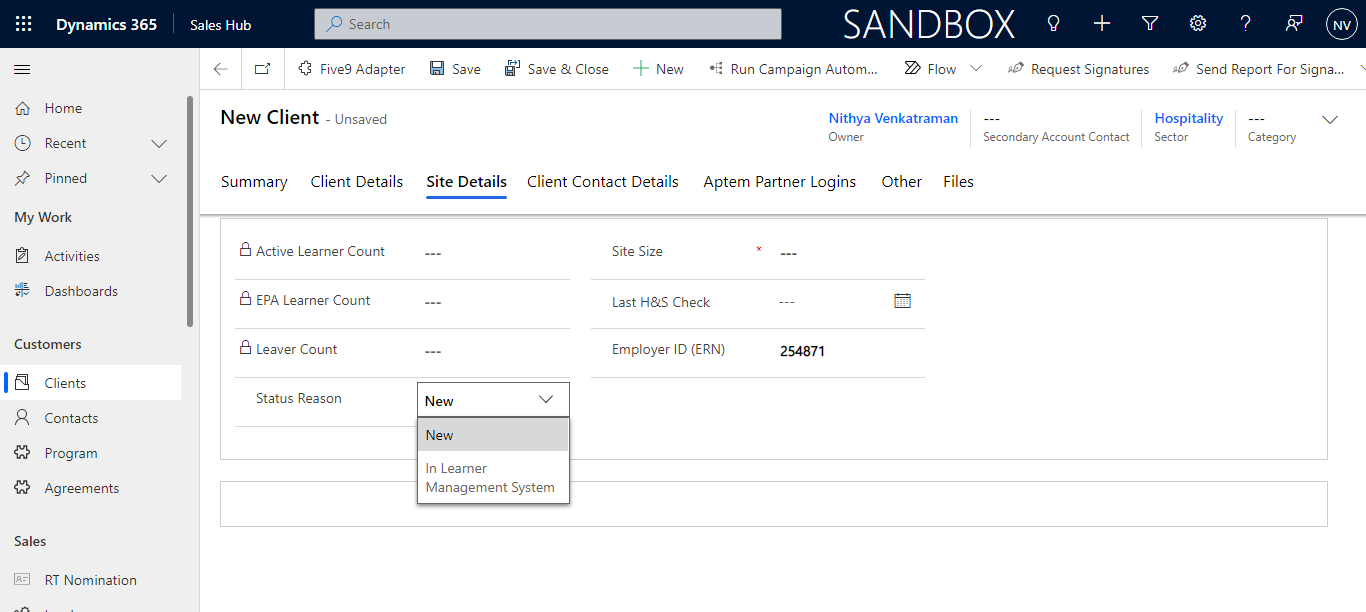 Dynamics 365
Sales Hub
Search
SANDBOX
NV
Five9 Adapter
Save
Save & Close
New
Run Campaign Autom...
Flow
Request Signatures
Send Report For Signa...
Home
Recent
Pinned
My Work
Activities
Dashboards
Customers
Clients
Contacts
Program
Agreements
Sales
RT Nomination
New Client - Unsaved
Nithya Venkatraman
Owner
---
Secondary Account Contact
Hospitality
Sector
---
Category
Summary
Client Details
Site Details
Client Contact Details
Aptem Partner Logins
Other
Files
Active Learner Count ---
Site Size * ---
EPA Learner Count ---
Last H&S Check ---
Leaver Count ---
Employer ID (ERN) 254871
Status Reason
New
New
In Learner
Management System